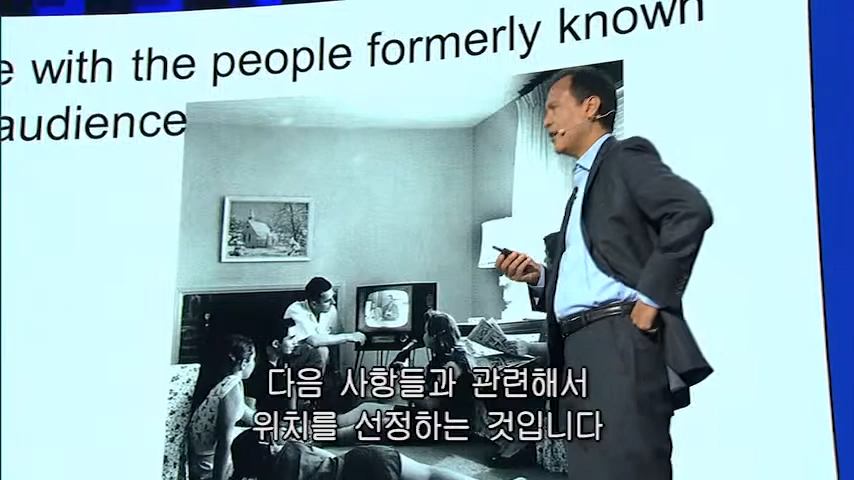 e with the people formerly known
audience
다음 사항들과 관련해서
위치를 선정하는 것입니다